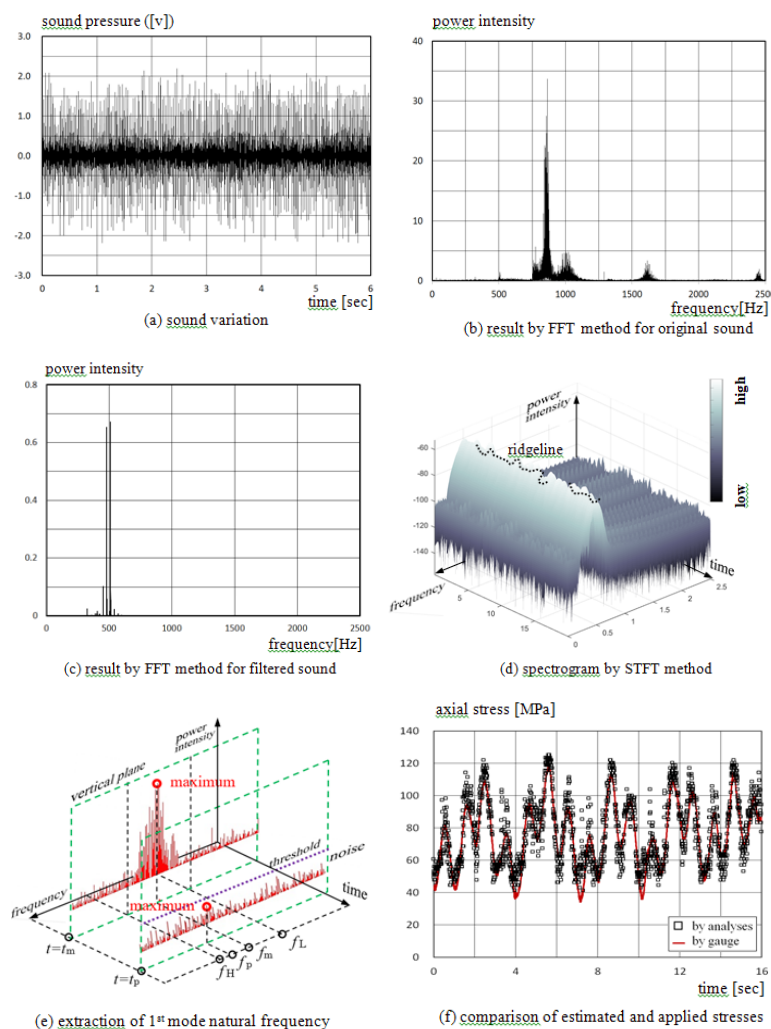 sound pressure ([v])
3.0
2.0
1.0
0.0
-1.0
-2.0
-3.0
0 1 2 3 4 5 6
time [sec]
(a) sound variation
power intensity
40
30
20
10
0
0 500 1000 1500 2000 2500
frequency[Hz]
(b) result by FFT method for original sound
power intensity
0.8
0.6
0.4
0.2
0
0 500 1000 1500 2000 2500
frequency[Hz]
(c) result by FFT method for filtered sound
power
intensity
high
low
ridgeline
-60
-80
-100
-120
-140
frequency
5
10
15
time
0
0.5
1
1.5
2
2.5
(d) spectrogram by STFT method
vertical plane
power
intensity
maximum
frequency
threshold
noise
maximum
time
t=tm
t=tp
fH
fp
fm
fL
(e) extraction of 1st mode natural frequency
axial stress [MPa]
140
120
100
80
60
40
20
0
0 4 8 12 16
by analyses
by gauge
time [sec]
(f) comparison of estimated and applied stresses